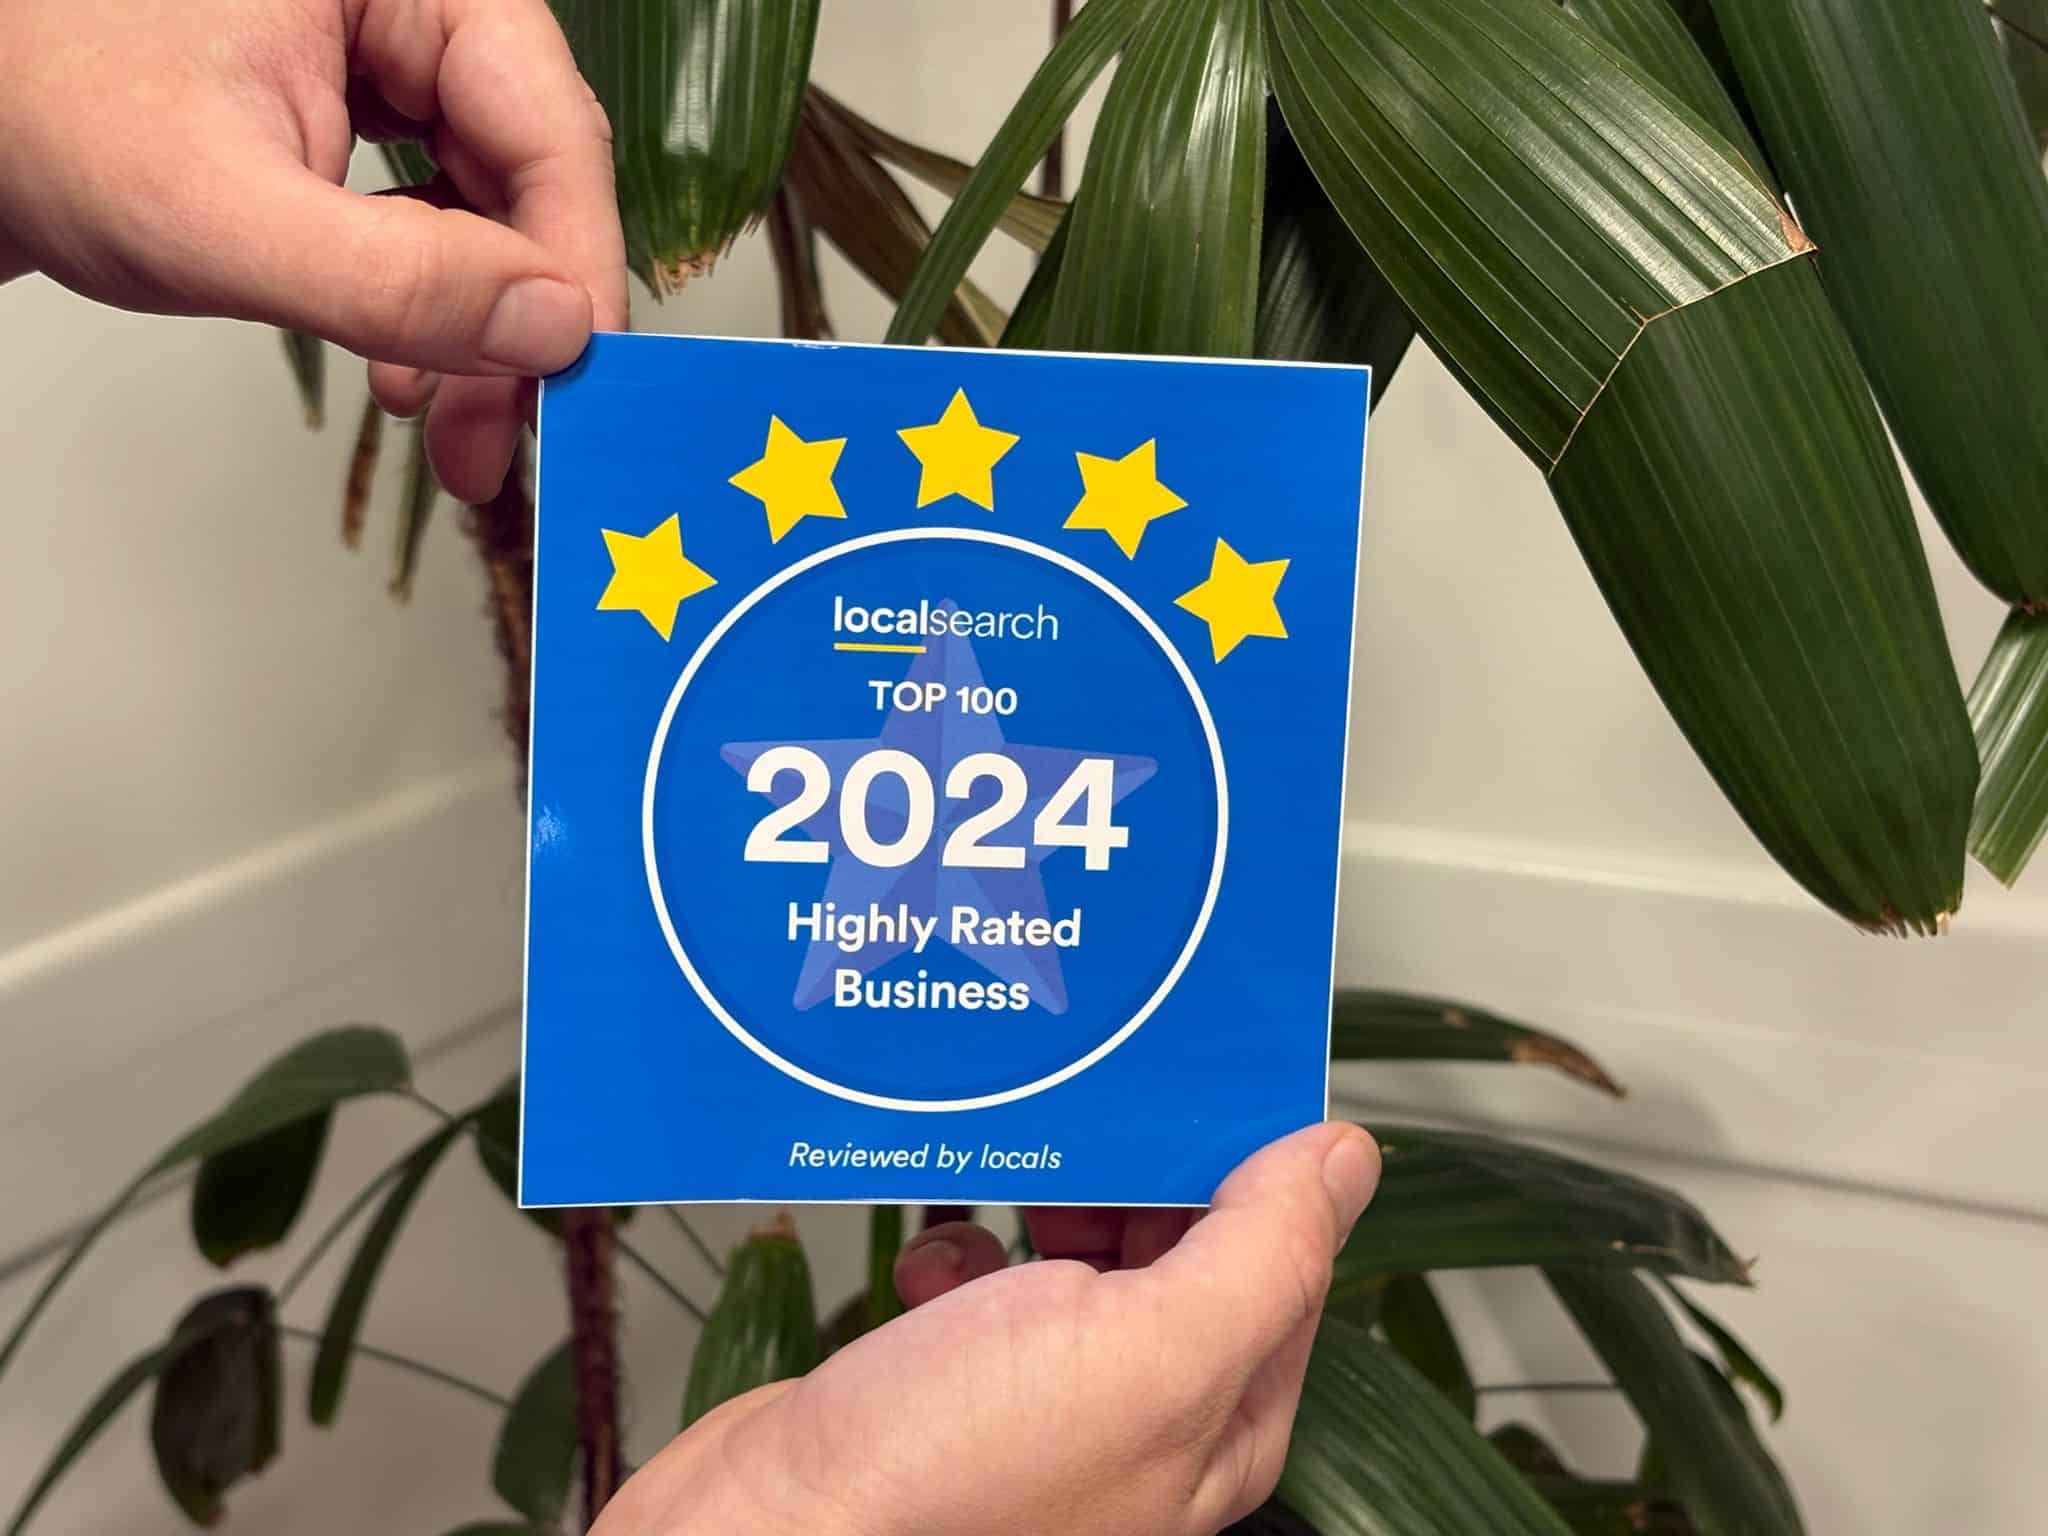 localsearch
TOP 100
2024
Highly Rated
Business
Reviewed by locals